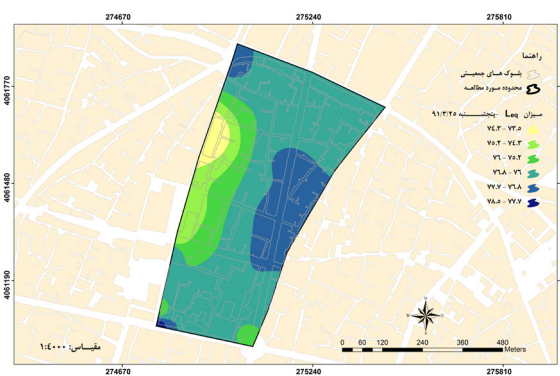 274670 275240 275810
راهنما
بلوک های جمعیتی
محدوده مورد مطالعه
میزان Leq پنجشنبه ۹۱/۳/۲۵
۷۴.۳ - ۷۳.۵
۷۵.۲ - ۷۴.۳
۷۶ - ۷۵.۲
۷۶.۸ - ۷۶
۷۷.۷ - ۷۶.۸
۷۸.۵ - ۷۷.۷
4061770
4061480
4061190
N
مقیاس: ۱:٤۰۰۰
0 60 120 240 360 480
Meters
274670 275240 275810